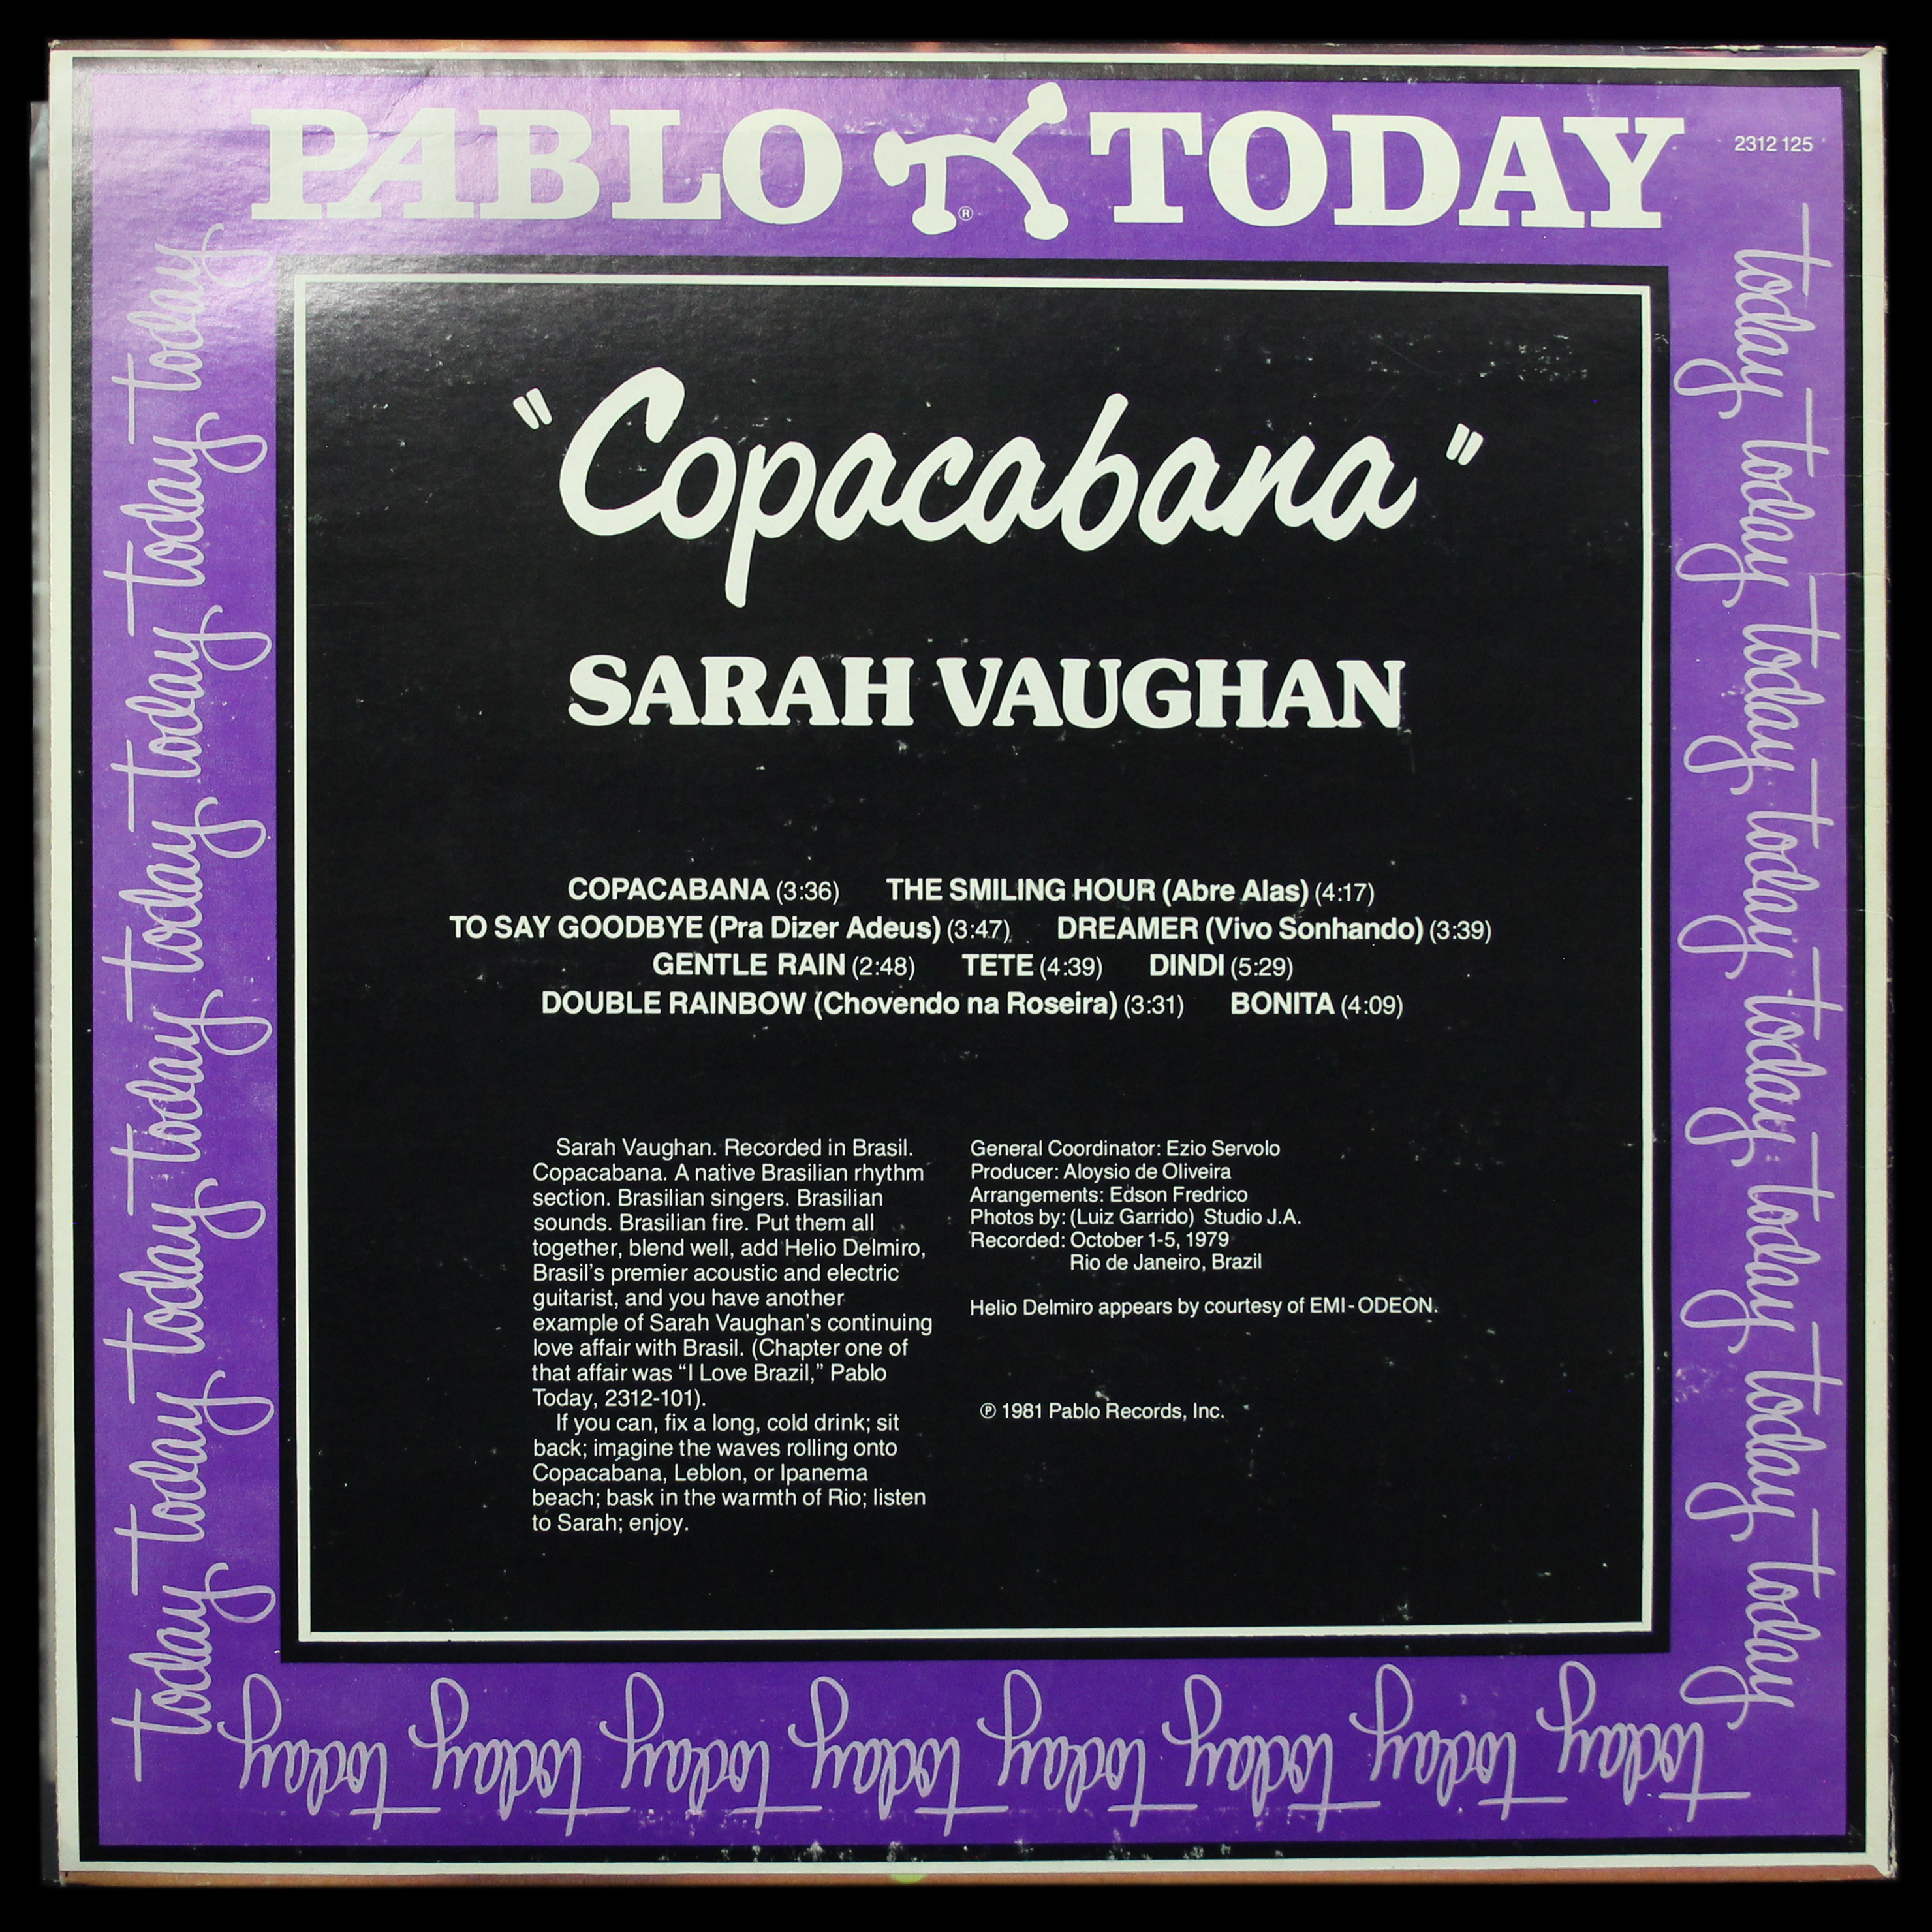 PABLO TODAY
®
2312 125
"Copacabana"
SARAH VAUGHAN
COPACABANA (3:36) THE SMILING HOUR (Abre Alas) (4:17)
TO SAY GOODBYE (Pra Dizer Adeus) (3:47) DREAMER (Vivo Sonhando) (3:39)
GENTLE RAIN (2:48) TETE (4:39) DINDI (5:29)
DOUBLE RAINBOW (Chovendo na Roseira) (3:31) BONITA (4:09)
Sarah Vaughan. Recorded in Brasil.
Copacabana. A native Brasilian rhythm
section. Brasilian singers. Brasilian
sounds. Brasilian fire. Put them all
together, blend well, add Helio Delmiro,
Brasil's premier acoustic and electric
guitarist, and you have another
example of Sarah Vaughan's continuing
love affair with Brasil. (Chapter one of
that affair was “I Love Brazil,” Pablo
Today, 2312-101).
If you can, fix a long, cold drink; sit
back; imagine the waves rolling onto
Copacabana, Leblon, or Ipanema
beach; bask in the warmth of Rio; listen
to Sarah; enjoy.
General Coordinator: Ezio Servolo
Producer: Aloysio de Oliveira
Arrangements: Edson Fredrico
Photos by: (Luiz Garrido) Studio J.A.
Recorded: October 1-5, 1979
Rio de Janeiro, Brazil
Helio Delmiro appears by courtesy of EMI-ODEON.
℗ 1981 Pablo Records, Inc.
today today today today today today today today
today today today today today today today today
today today today today today today today today